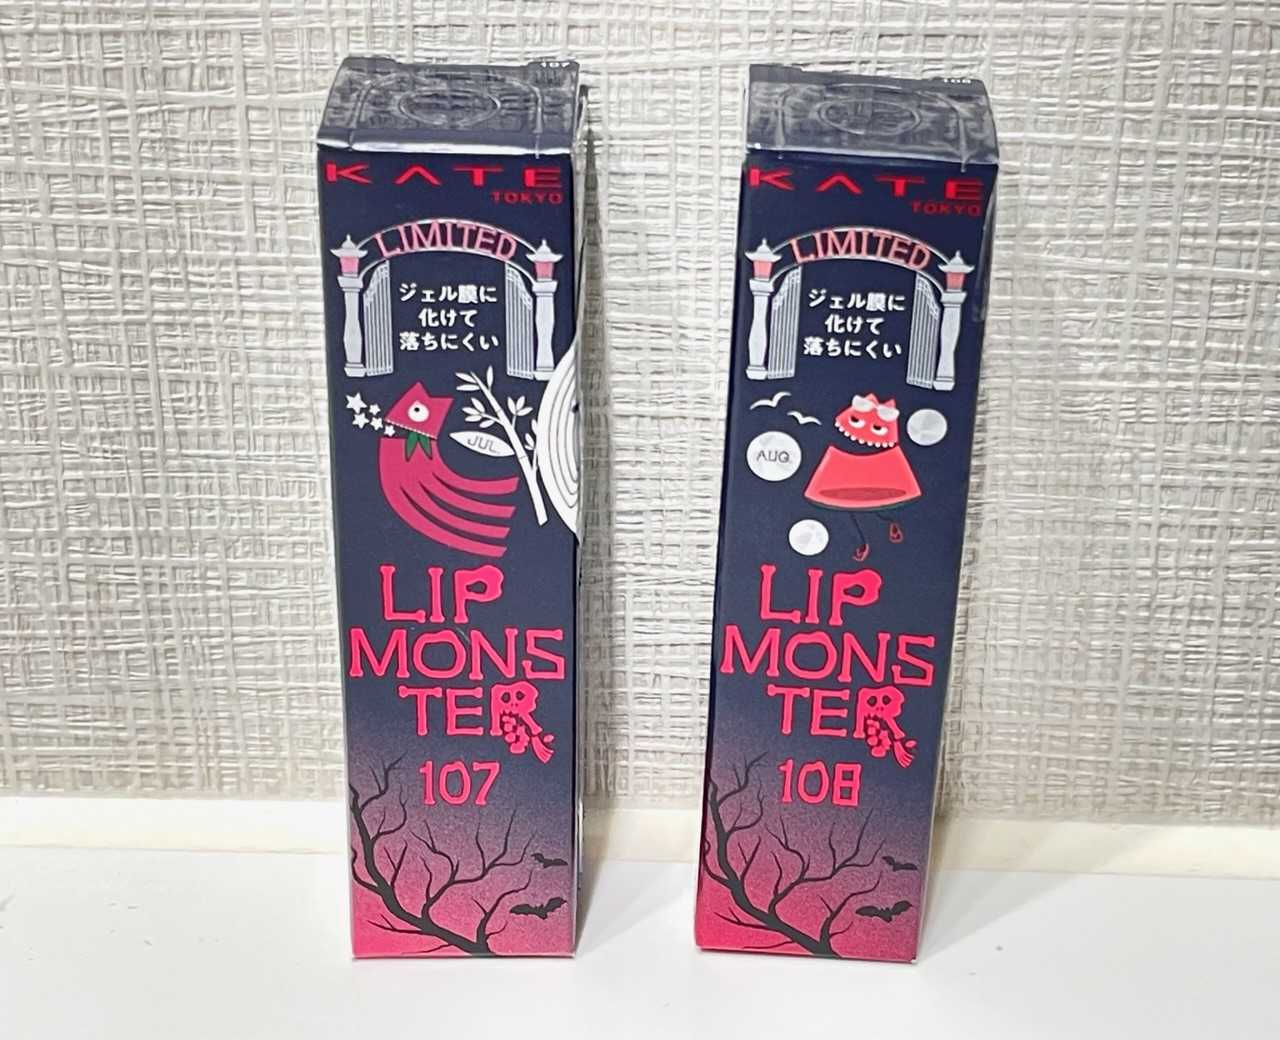 107
KATE
TOKYO
LIMITED
ジェル膜に
化けて
落ちにくい
JUL.
LIP
MONS
TER
107
108
KATE
TOKYO
LIMITED
ジェル膜に
化けて
落ちにくい
AUG.
LIP
MONS
TER
108